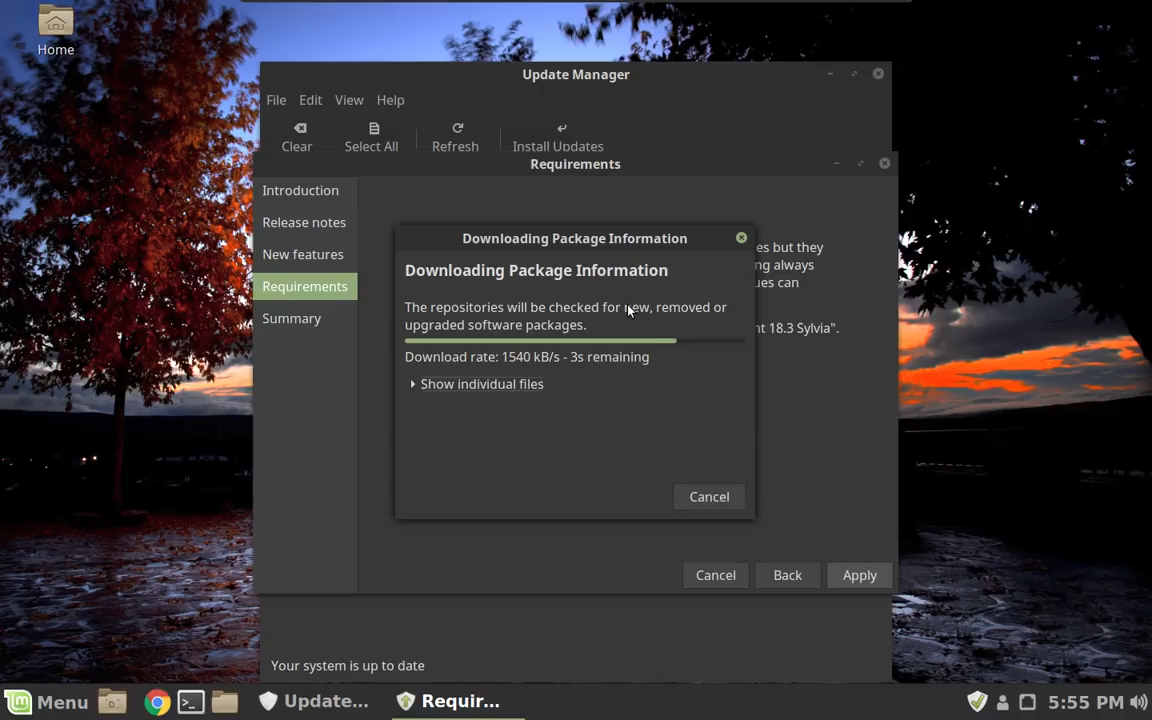 Home
Update Manager
File Edit View Help
Clear Select All Refresh Install Updates
Requirements
Introduction
Release notes
New features
Requirements
Summary
es but they
ng always
ues can
nt 18.3 Sylvia".
Downloading Package Information
Downloading Package Information
The repositories will be checked for new, removed or
upgraded software packages.
Download rate: 1540 kB/s - 3s remaining
Show individual files
Cancel
Cancel Back Apply
Your system is up to date
Menu Update... Requir... 5:55 PM